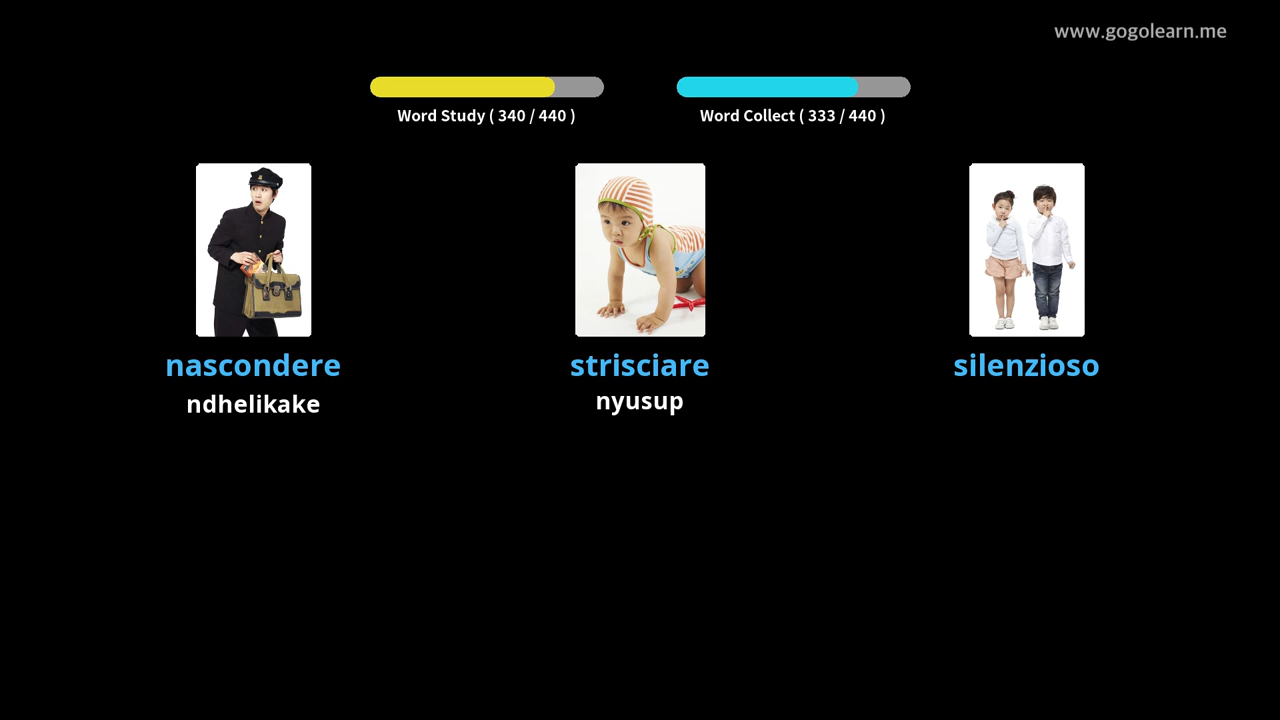 www.gogolearn.me
Word Study ( 340 / 440 )
Word Collect ( 333 / 440 )
nascondere
ndhelikake
strisciare
nyusup
silenzioso